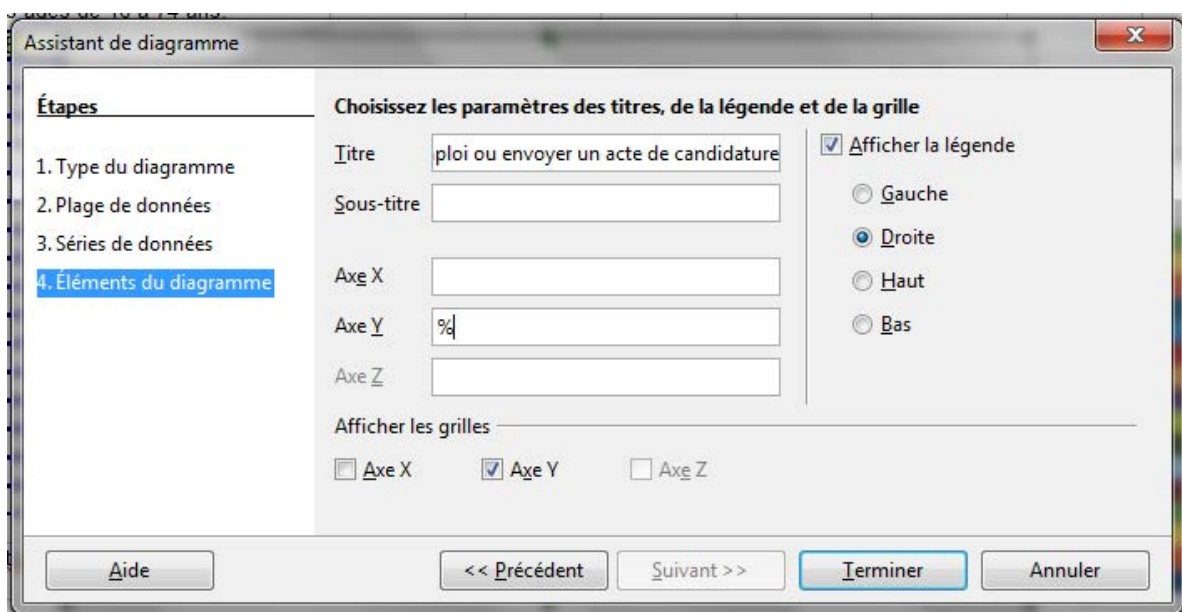 Assistant de diagramme
Étapes
1. Type du diagramme
2. Plage de données
3. Séries de données
4. Éléments du diagramme
Choisissez les paramètres des titres, de la légende et de la grille
Titre ploi ou envoyer un acte de candidature
Sous-titre
Axe X
Axe Y %
Axe Z
Afficher la légende
Gauche
Droite
Haut
Bas
Afficher les grilles
Axe X Axe Y Axe Z
Aide << Précédent Suivant >> Terminer Annuler